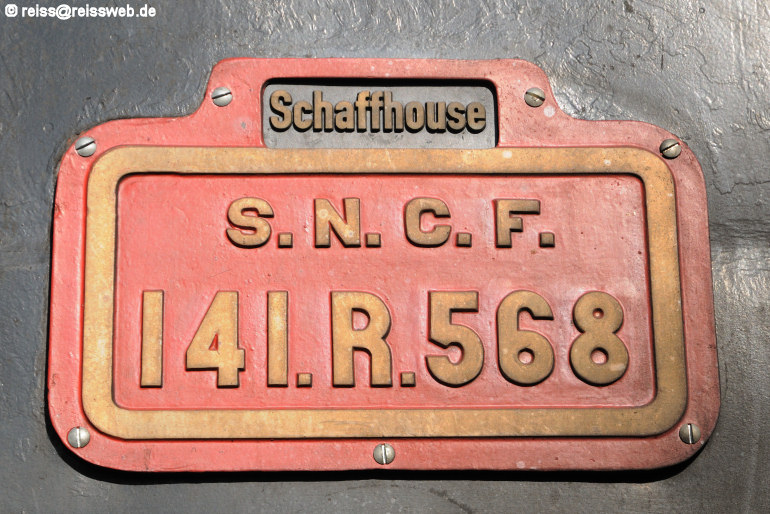 © reiss@reissweb.de
Schaffhouse
S. N. C. F.
141.R.568